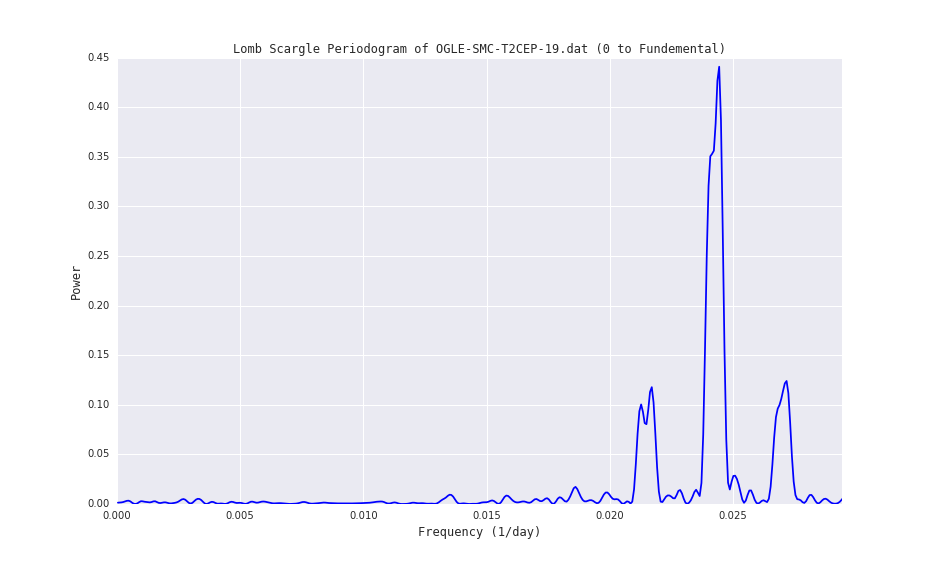 Lomb Scargle Periodogram of OGLE-SMC-T2CEP-19.dat (0 to Fundemental)
0.45
0.40
0.35
0.30
0.25
0.20
0.15
0.10
0.05
0.00
Power
0.000 0.005 0.010 0.015 0.020 0.025
Frequency (1/day)